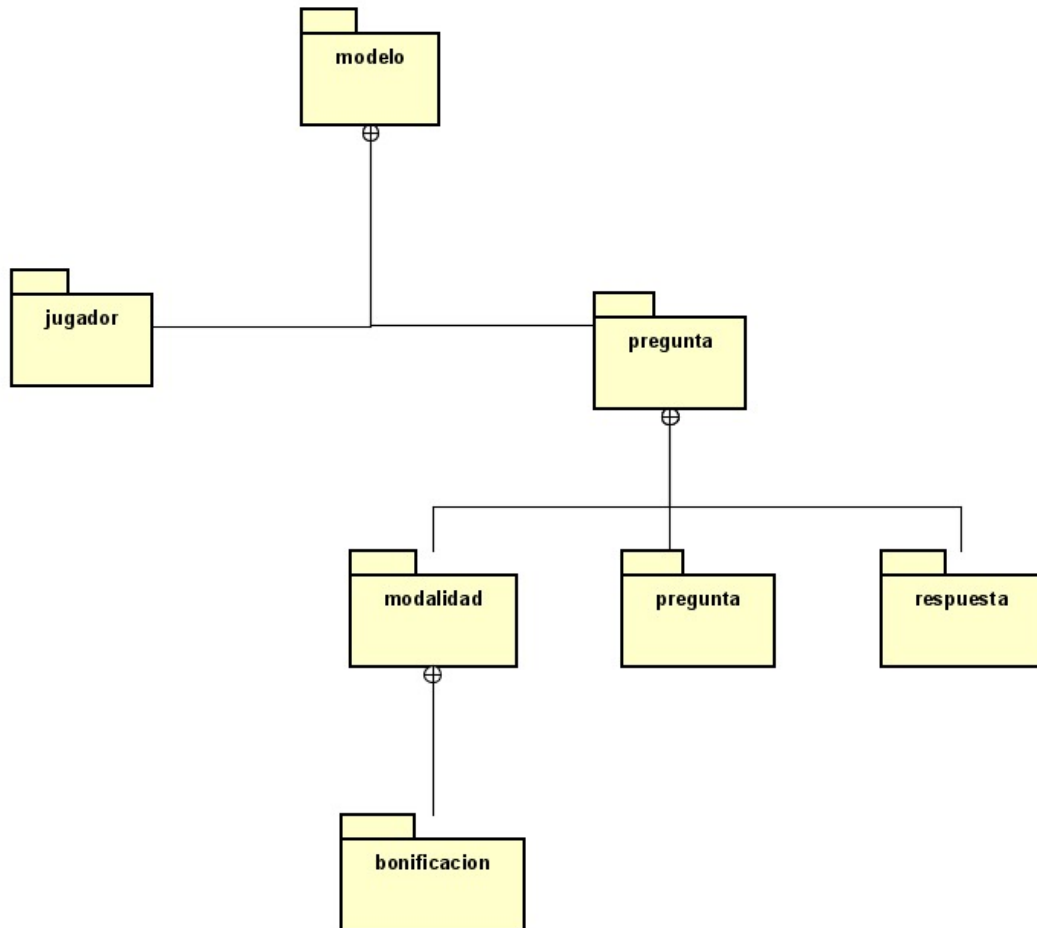 modelo
jugador
pregunta
modalidad
pregunta
respuesta
bonificacion